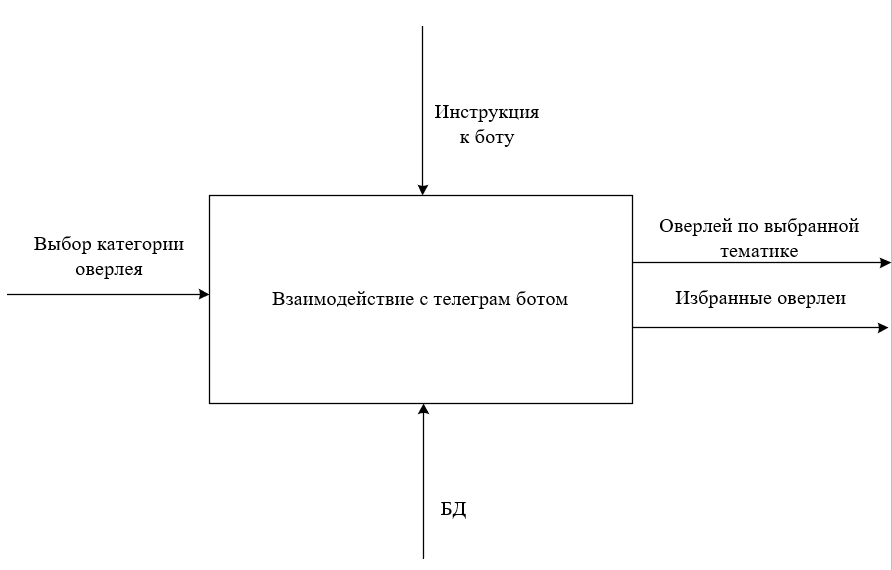 Инструкция
к боту
Выбор категории
оверлея
Взаимодействие с телеграм ботом
Оверлей по выбранной
тематике
Избранные оверлеи
БД